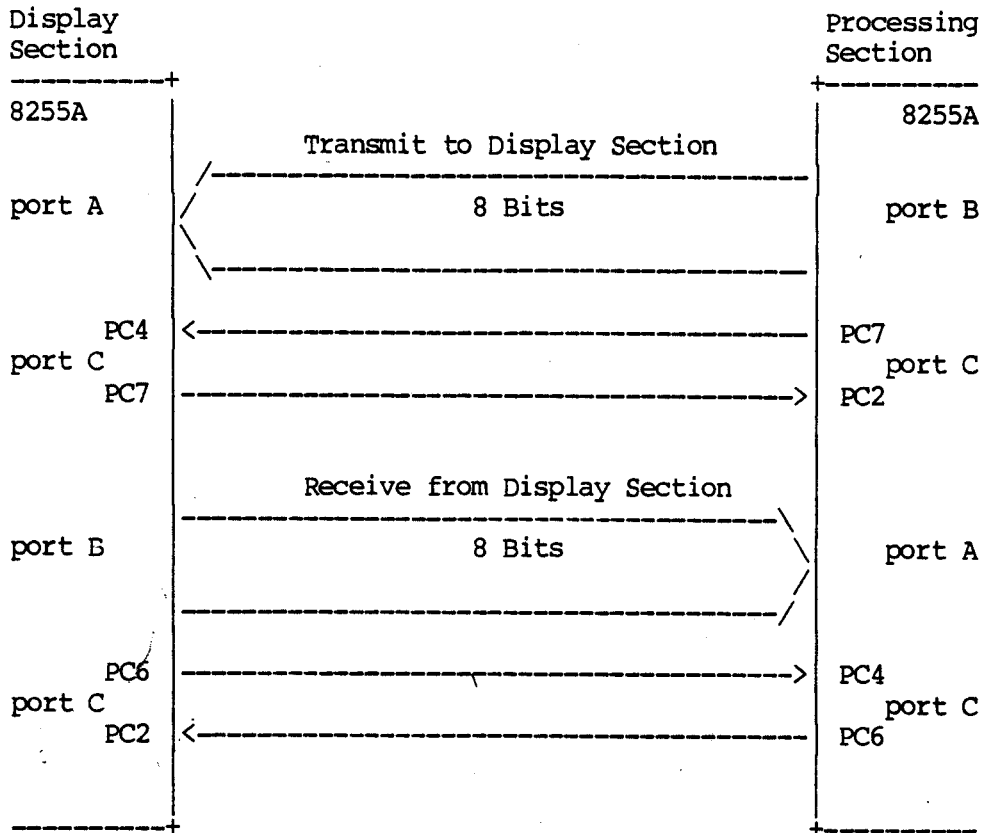 Display
Section
Processing
Section
8255A
8255A
Transmit to Display Section
port A
8 Bits
port B
PC4
PC7
port C
port C
PC7
PC2
Receive from Display Section
port B
8 Bits
port A
PC6
PC4
port C
port C
PC2
PC6